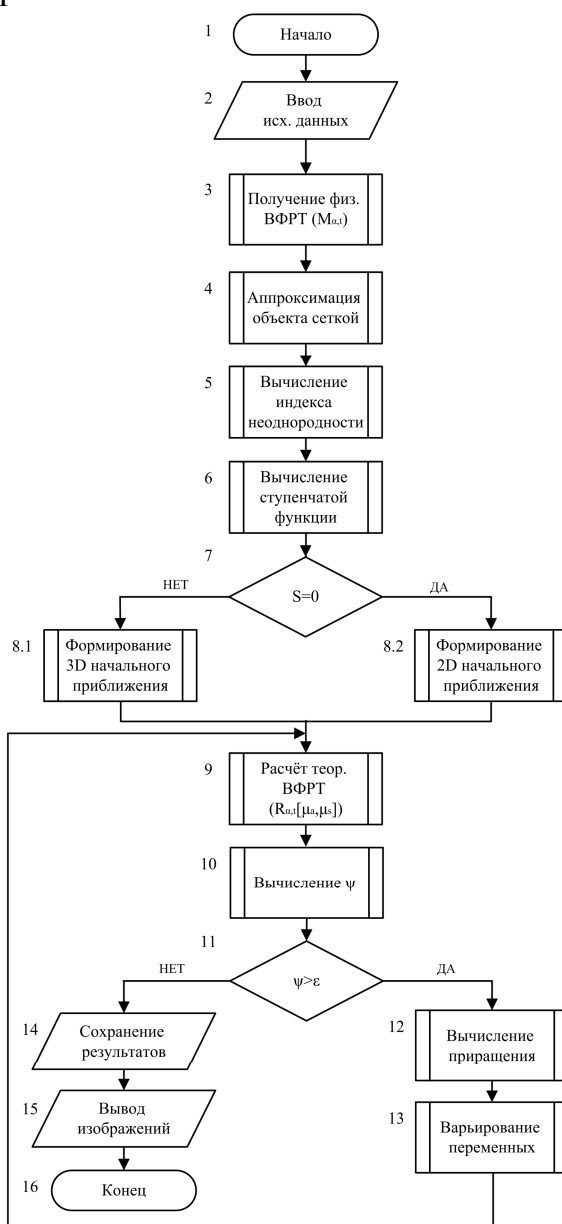 1
Начало
2
Ввод
исх. данных
3
Получение физ.
ВФРТ (Mα,t)
4
Аппроксимация
объекта сеткой
5
Вычисление
индекса
неоднородности
6
Вычисление
ступенчатой
функции
7
НЕТ
S=0
ДА
8.1
Формирование
3D начального
приближения
8.2
Формирование
2D начального
приближения
9
Расчёт теор.
ВФРТ
(Rα,t[μa,μs])
10
Вычисление ψ
11
НЕТ
ψ>ε
ДА
14
Сохранение
результатов
12
Вычисление
приращения
15
Вывод
изображений
13
Варьирование
переменных
16
Конец